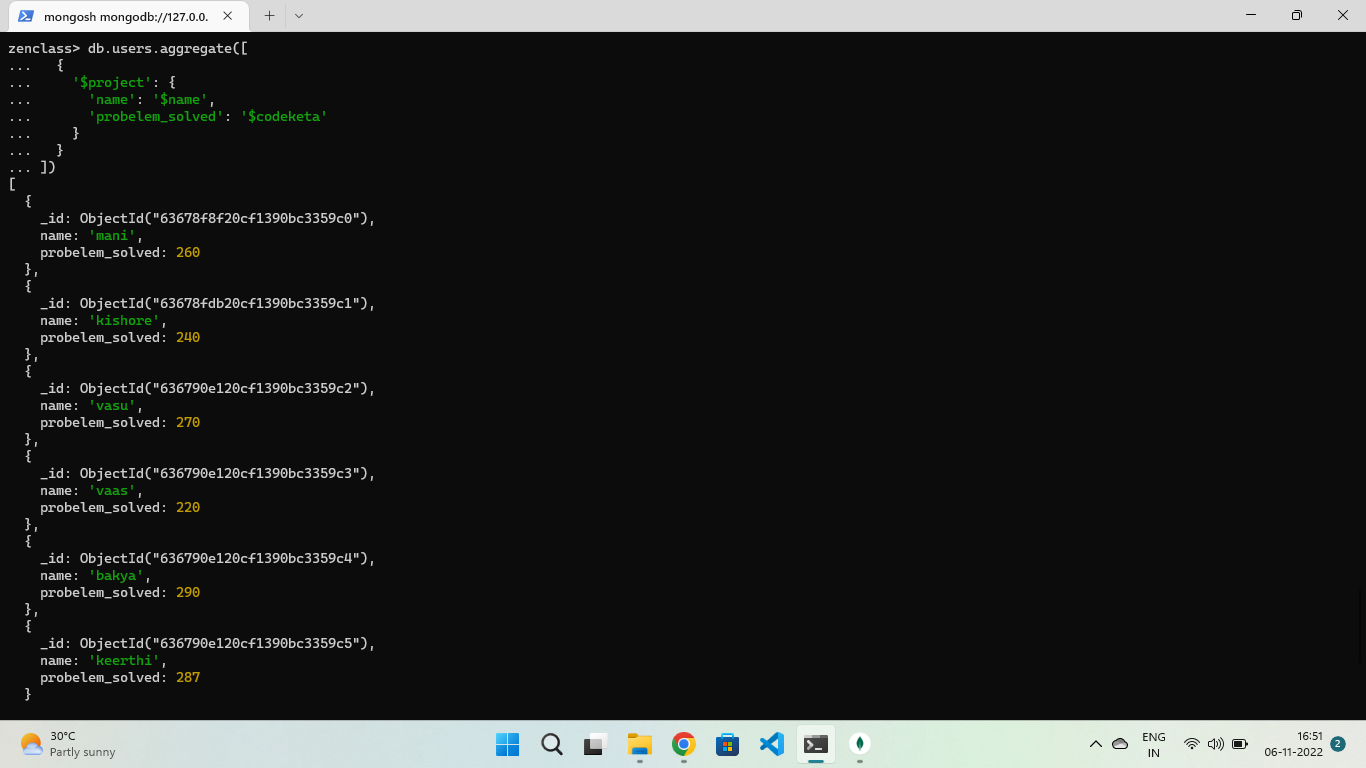 mongosh mongodb://127.0.0.
zenclass> db.users.aggregate([
...   {
...     '$project': {
...       'name': '$name',
...       'probelem_solved': '$codeketa'
...     }
...   }
... ])
[
  {
    _id: ObjectId("63678f8f20cf1390bc3359c0"),
    name: 'mani',
    probelem_solved: 260
  },
  {
    _id: ObjectId("63678fdb20cf1390bc3359c1"),
    name: 'kishore',
    probelem_solved: 240
  },
  {
    _id: ObjectId("636790e120cf1390bc3359c2"),
    name: 'vasu',
    probelem_solved: 270
  },
  {
    _id: ObjectId("636790e120cf1390bc3359c3"),
    name: 'vaas',
    probelem_solved: 220
  },
  {
    _id: ObjectId("636790e120cf1390bc3359c4"),
    name: 'bakya',
    probelem_solved: 290
  },
  {
    _id: ObjectId("636790e120cf1390bc3359c5"),
    name: 'keerthi',
    probelem_solved: 287
  }
30°C
Partly sunny
ENG
IN
16:51
06-11-2022
2